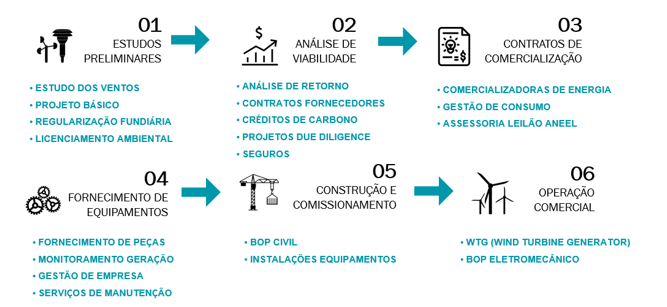 01
ESTUDOS
PRELIMINARES
• ESTUDO DOS VENTOS
• PROJETO BÁSICO
• REGULARIZAÇÃO FUNDIÁRIA
• LICENCIAMENTO AMBIENTAL
$
02
ANÁLISE DE
VIABILIDADE
• ANÁLISE DE RETORNO
• CONTRATOS FORNECEDORES
• CRÉDITOS DE CARBONO
• PROJETOS DUE DILIGENCE
• SEGUROS
=$
03
CONTRATOS DE
COMERCIALIZAÇÃO
• COMERCIALIZADORAS DE ENERGIA
• GESTÃO DE CONSUMO
• ASSESSORIA LEILÃO ANEEL
04
FORNECIMENTO DE
EQUIPAMENTOS
• FORNECIMENTO DE PEÇAS
• MONITORAMENTO GERAÇÃO
• GESTÃO DE EMPRESA
• SERVIÇOS DE MANUTENÇÃO
05
CONSTRUÇÃO E
COMISSIONAMENTO
• BOP CIVIL
• INSTALAÇÕES EQUIPAMENTOS
06
OPERAÇÃO
COMERCIAL
• WTG (WIND TURBINE GENERATOR)
• BOP ELETROMECÂNICO